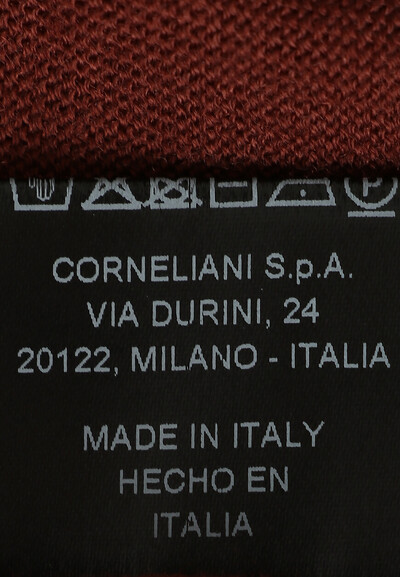 P
CORNELIANI S.p.A.
VIA DURINI, 24
20122, MILANO - ITALIA
MADE IN ITALY
HECHO EN
ITALIA